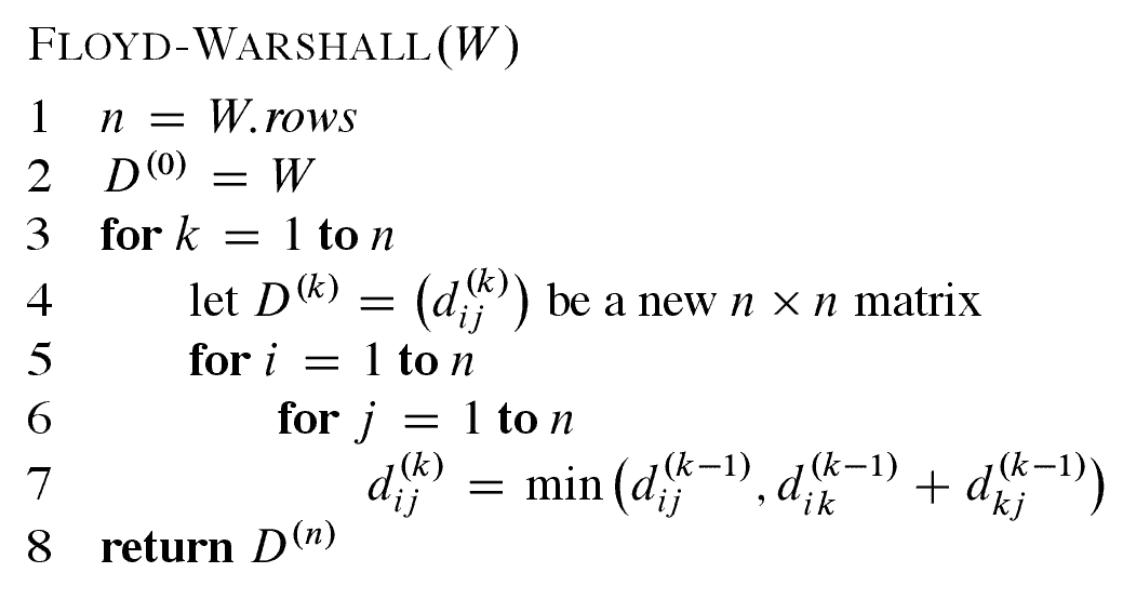 FLOYD-WARSHALL(W)
1 n = W.rows
2 D^(0) = W
3 for k = 1 to n
4 let D^(k) = (d_ij^(k)) be a new n × n matrix
5 for i = 1 to n
6 for j = 1 to n
7 d_ij^(k) = min(d_ij^(k−1), d_ik^(k−1) + d_kj^(k−1))
8 return D^(n)